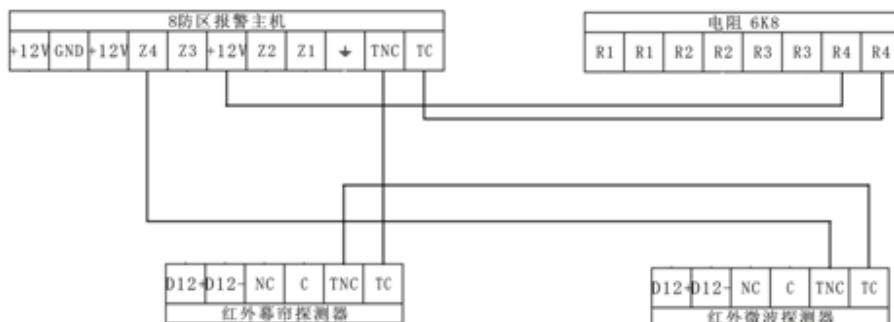 8防区报警主机
+12V GND +12V Z4 Z3 +12V Z2 Z1 ⏚ TNC TC
电阻 6K8
R1 R1 R2 R2 R3 R3 R4 R4
D12+ D12- NC C TNC TC
红外幕帘探测器
D12+ D12- NC C TNC TC
红外微波探测器